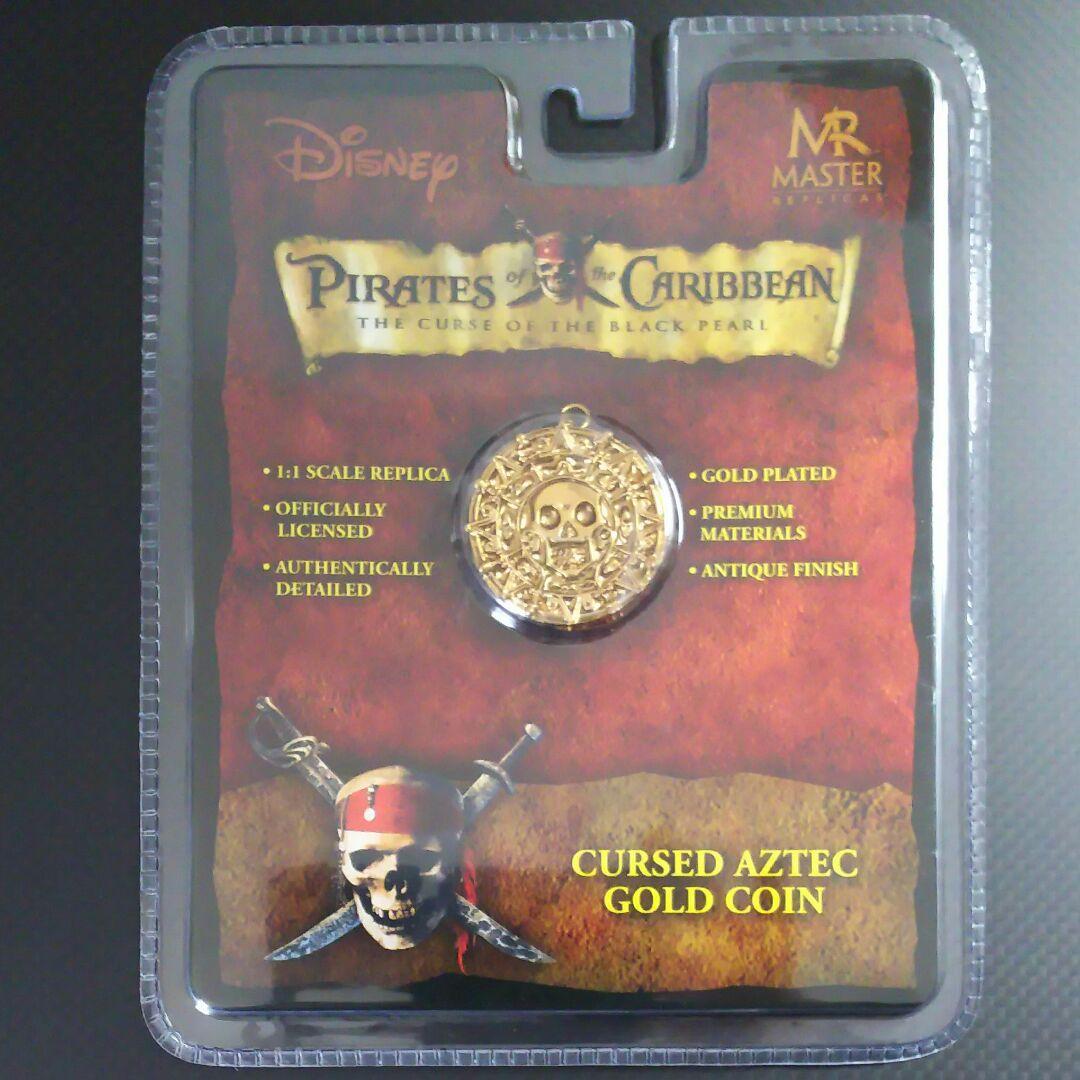 Disney
MR
MASTER
REPLICAS
PIRATES of the CARIBBEAN
THE CURSE OF THE BLACK PEARL
• 1:1 SCALE REPLICA
• OFFICIALLY
LICENSED
• AUTHENTICALLY
DETAILED
• GOLD PLATED
• PREMIUM
MATERIALS
• ANTIQUE FINISH
CURSED AZTEC
GOLD COIN